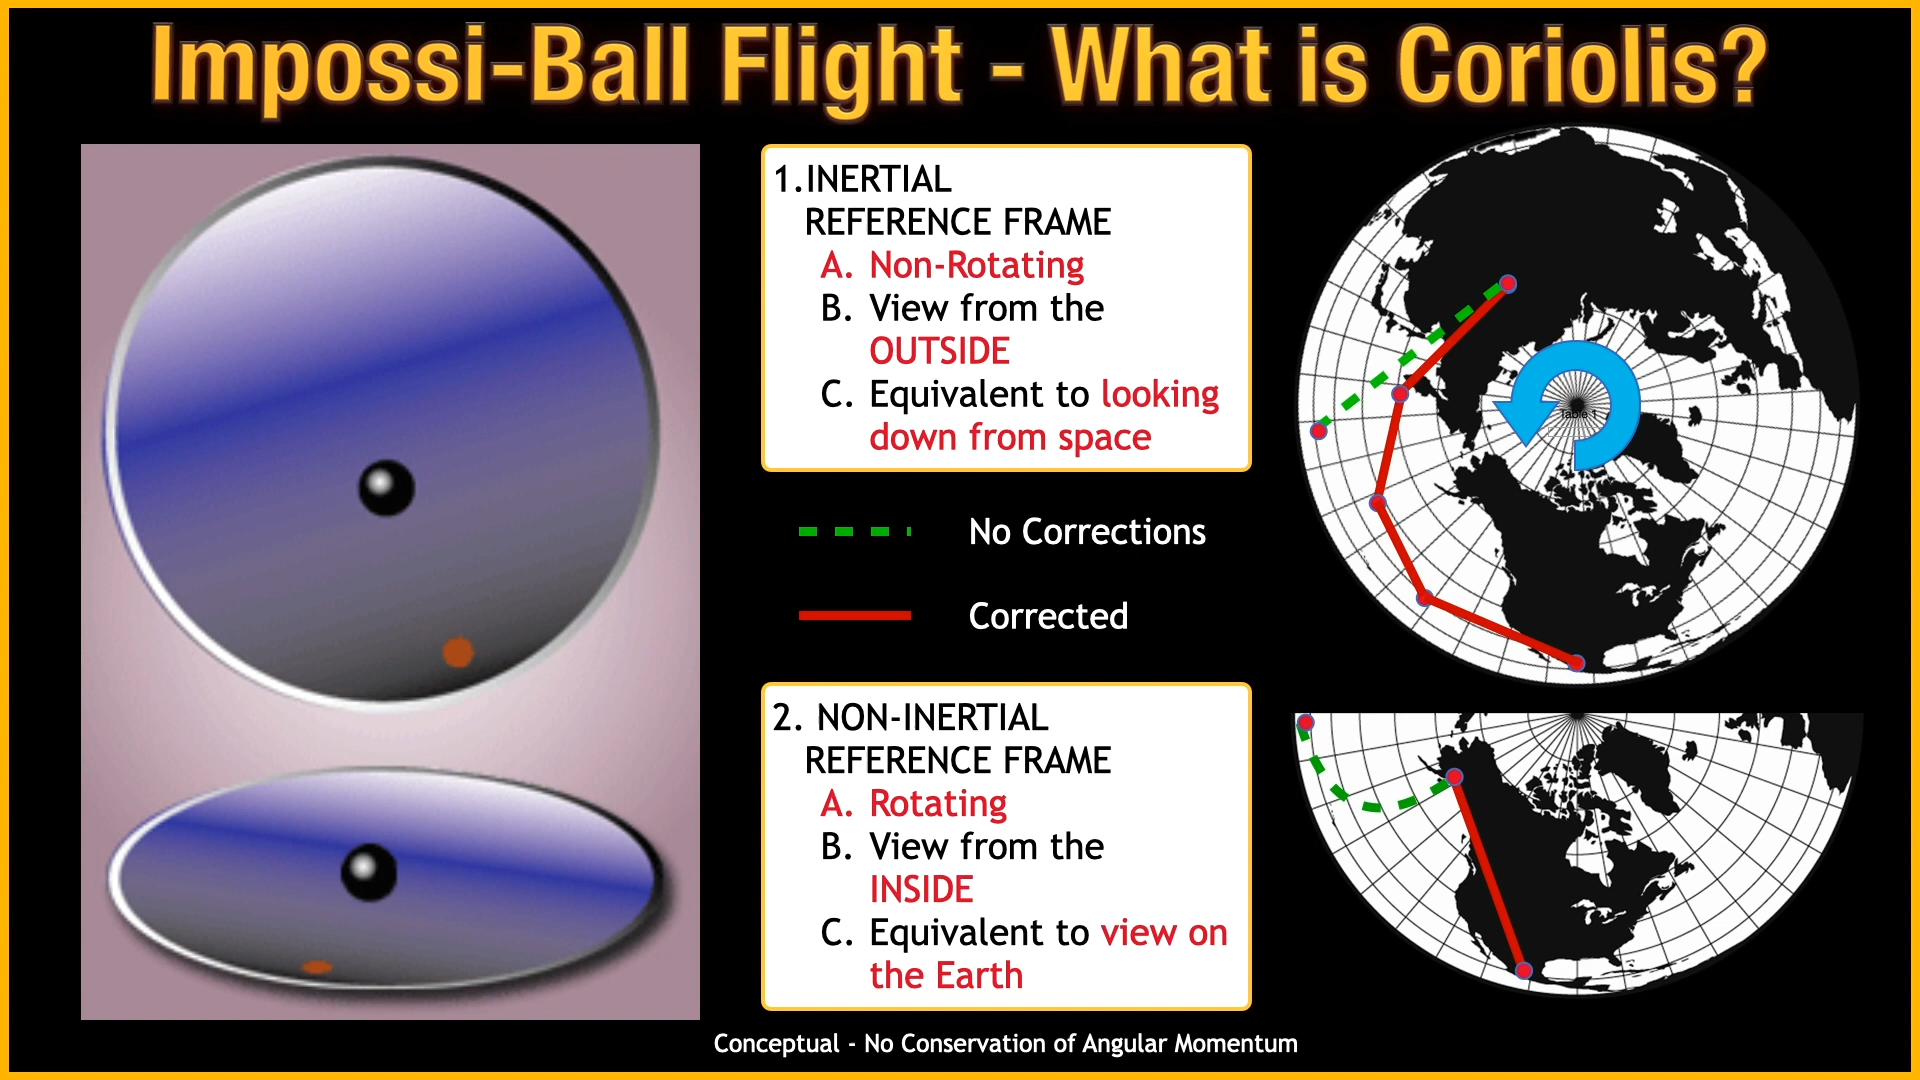 Impossi-Ball Flight - What is Coriolis?
1.INERTIAL
REFERENCE FRAME
A. Non-Rotating
B. View from the
OUTSIDE
C. Equivalent to looking
down from space
Table 1
No Corrections
Corrected
2. NON-INERTIAL
REFERENCE FRAME
A. Rotating
B. View from the
INSIDE
C. Equivalent to view on
the Earth
Conceptual - No Conservation of Angular Momentum